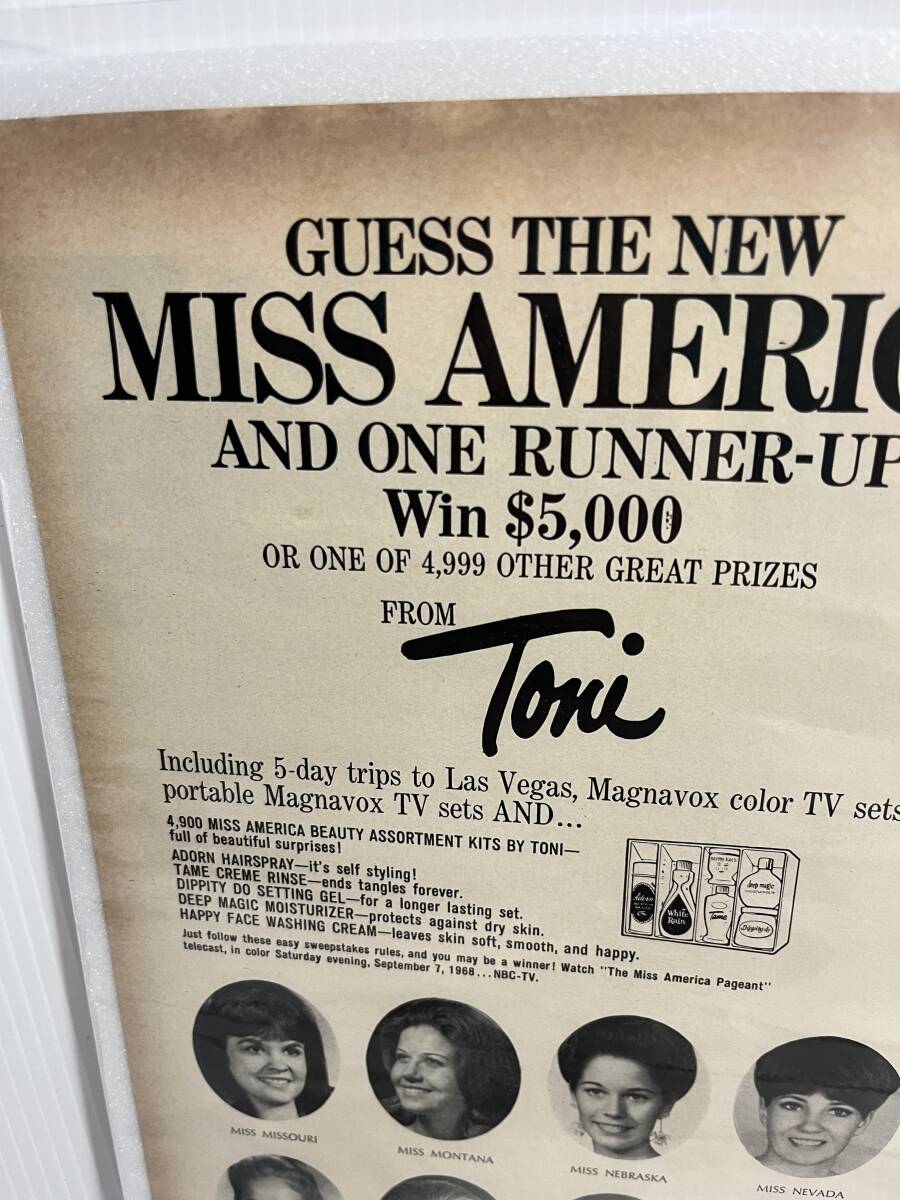 GUESS THE NEW
MISS AMERIC
AND ONE RUNNER-UP
Win $5,000
OR ONE OF 4,999 OTHER GREAT PRIZES
FROM
Toni
Including 5-day trips to Las Vegas, Magnavox color TV sets
portable Magnavox TV sets AND...
4,900 MISS AMERICA BEAUTY ASSORTMENT KITS BY TONI—
full of beautiful surprises!
ADORN HAIRSPRAY—it's self styling!
TAME CREME RINSE—ends tangles forever.
DIPPITY DO SETTING GEL—for a longer lasting set.
DEEP MAGIC MOISTURIZER—protects against dry skin.
HAPPY FACE WASHING CREAM—leaves skin soft, smooth, and happy.
Just follow these easy sweepstakes rules, and you may be a winner! Watch "The Miss America Pageant"
telecast, in color Saturday evening, September 7, 1968...NBC-TV.
Adorn
White
Rain
HAPPY FACE
Tame
deep magic
Dippity-do
MISS MISSOURI
MISS MONTANA
MISS NEBRASKA
MISS NEVADA